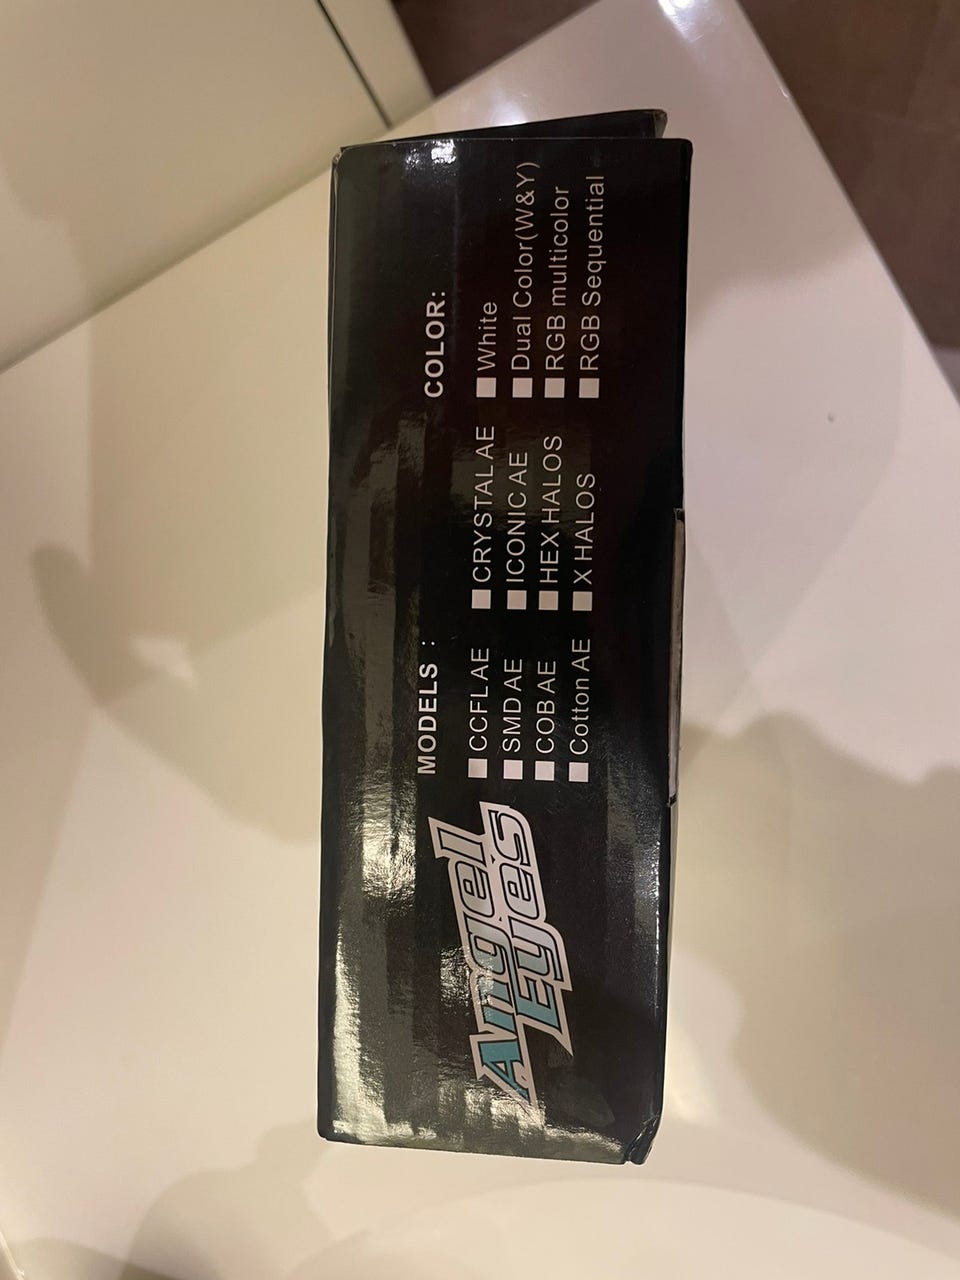 Angel
Eyes
MODELS :
CCFL AE
SMD AE
COB AE
Cotton AE
CRYSTAL AE
ICONIC AE
HEX HALOS
X HALOS
COLOR:
White
Dual Color(W&Y)
RGB multicolor
RGB Sequential